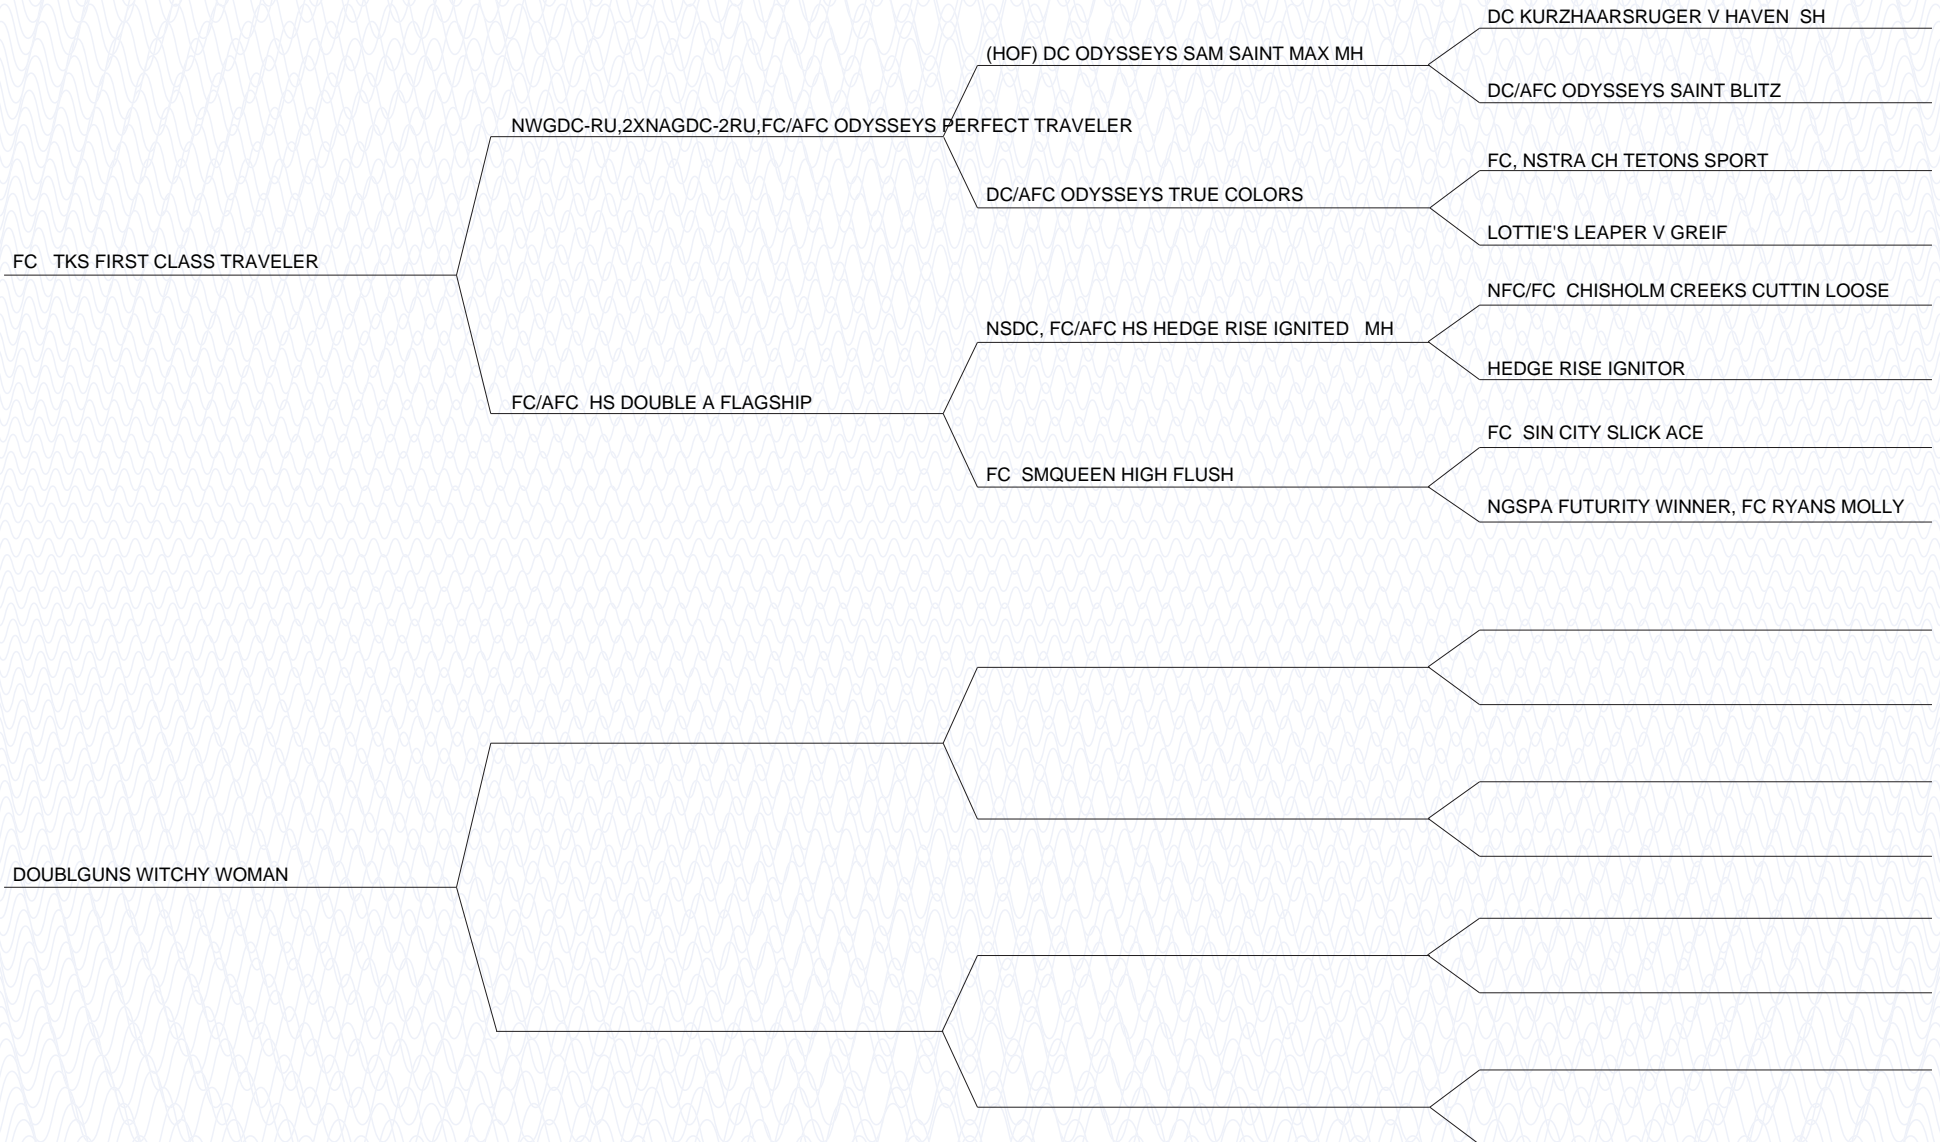 DC KURZHAARSRUGER V HAVEN  SH
(HOF) DC ODYSSEYS SAM SAINT MAX MH
DC/AFC ODYSSEYS SAINT BLITZ
NWGDC-RU,2XNAGDC-2RU,FC/AFC ODYSSEYS PERFECT TRAVELER
FC, NSTRA CH TETONS SPORT
DC/AFC ODYSSEYS TRUE COLORS
LOTTIE'S LEAPER V GREIF
FC   TKS FIRST CLASS TRAVELER
NFC/FC  CHISHOLM CREEKS CUTTIN LOOSE
NSDC, FC/AFC HS HEDGE RISE IGNITED   MH
HEDGE RISE IGNITOR
FC/AFC  HS DOUBLE A FLAGSHIP
FC  SIN CITY SLICK ACE
FC  SMQUEEN HIGH FLUSH
NGSPA FUTURITY WINNER, FC RYANS MOLLY
DOUBLGUNS WITCHY WOMAN